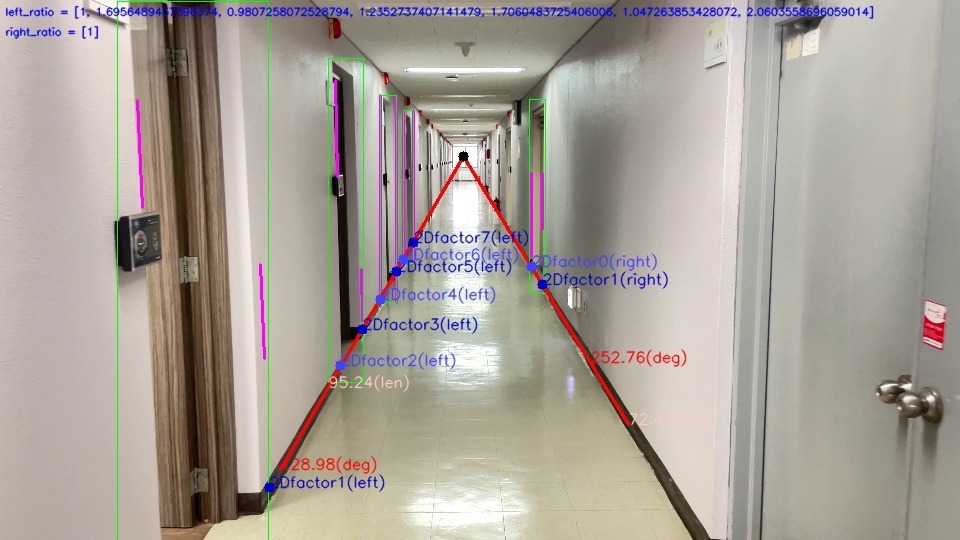 left_ratio = [1, 1.6956489437396374, 0.9807258072528794, 1.2352737407141479, 1.7060483725406006, 1.047263853428072, 2.0603558696059014]
right_ratio = [1]
2Dfactor7(left)
2Dfactor6(left)
2Dfactor0(right)
2Dfactor5(left)
2Dfactor1(right)
2Dfactor4(left)
2Dfactor3(left)
252.76(deg)
2Dfactor2(left)
95.24(len)
28.98(deg)
2Dfactor1(left)